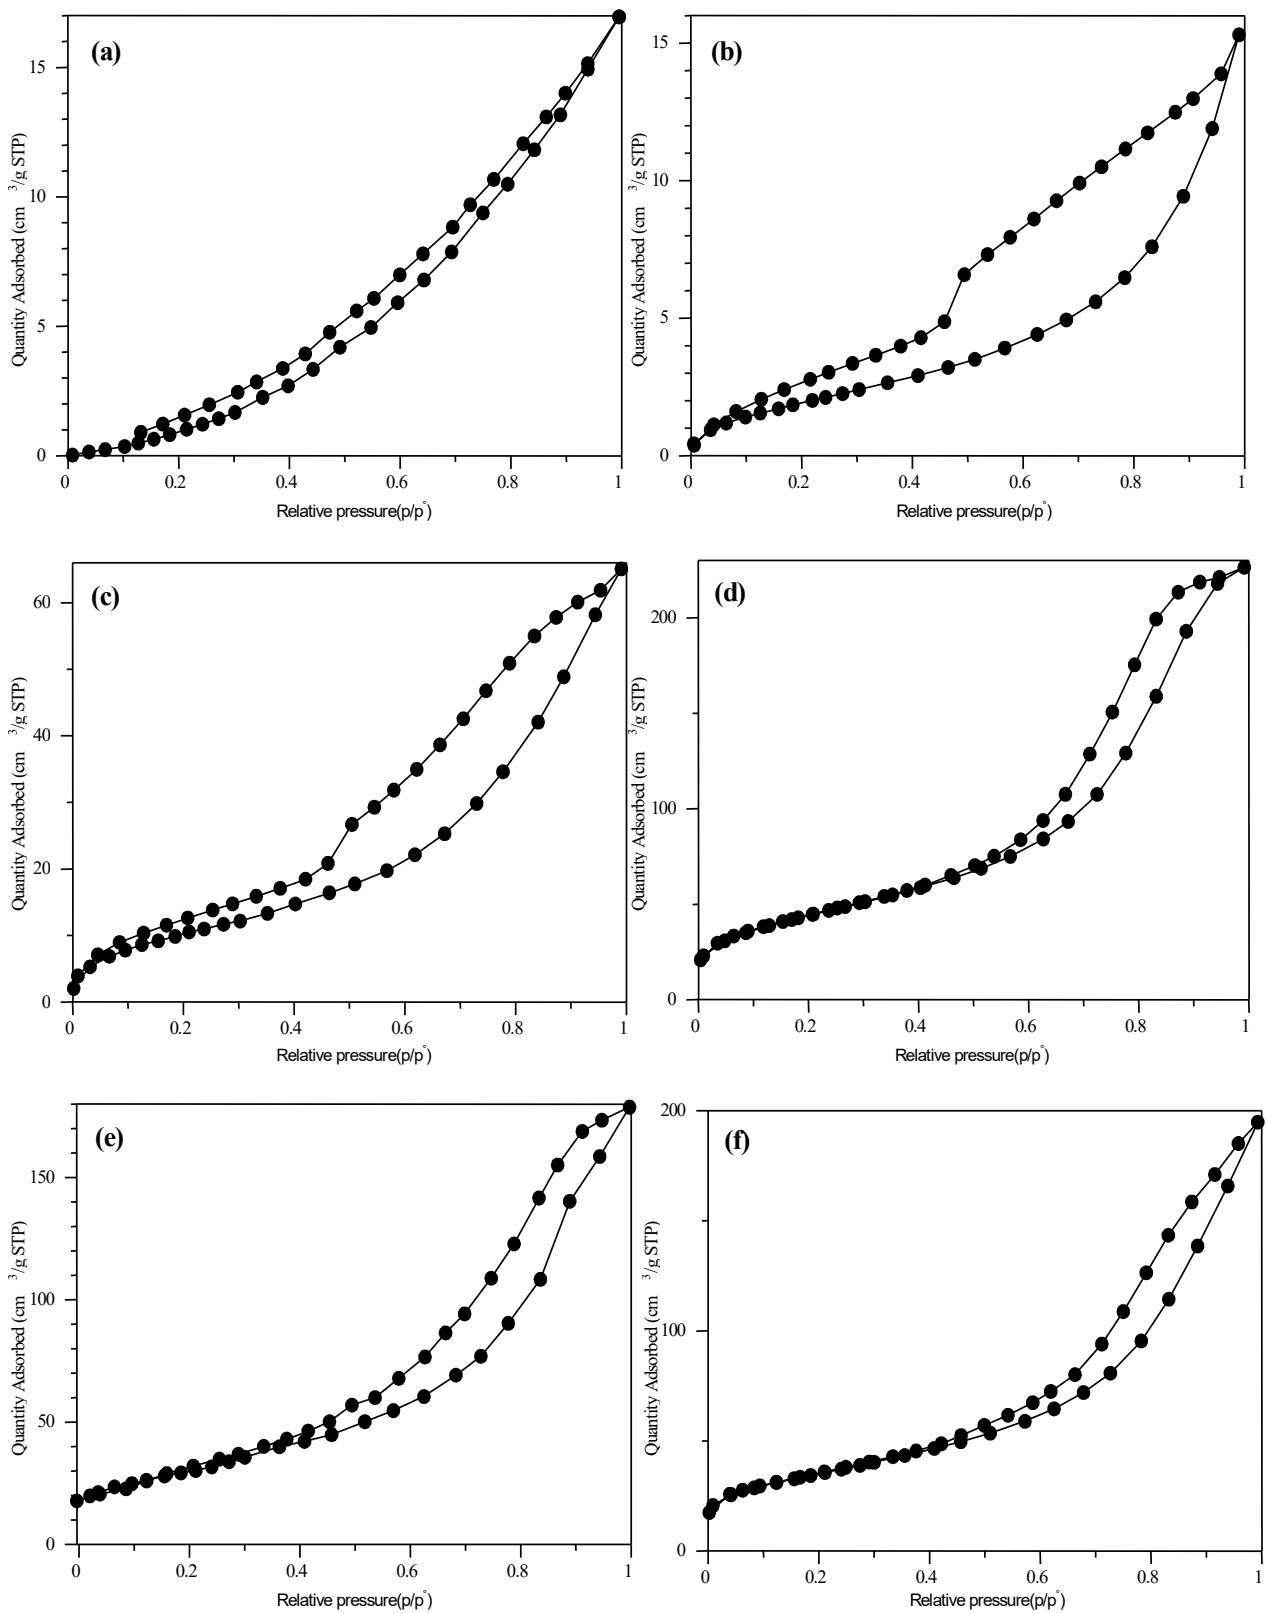 (a)
15
10
5
0
Quantity Adsorbed (cm ³/g STP)
0 0.2 0.4 0.6 0.8 1
Relative pressure(p/p°)
(b)
15
10
5
0
Quantity Adsorbed (cm ³/g STP)
0 0.2 0.4 0.6 0.8 1
Relative pressure(p/p°)
(c)
60
40
20
0
Quantity Adsorbed (cm ³/g STP)
0 0.2 0.4 0.6 0.8 1
Relative pressure(p/p°)
(d)
200
100
0
Quantity Adsorbed (cm ³/g STP)
0 0.2 0.4 0.6 0.8 1
Relative pressure(p/p°)
(e)
150
100
50
0
Quantity Adsorbed (cm ³/g STP)
0 0.2 0.4 0.6 0.8 1
Relative pressure(p/p°)
(f)
200
100
0
Quantity Adsorbed (cm ³/g STP)
0 0.2 0.4 0.6 0.8 1
Relative pressure(p/p°)